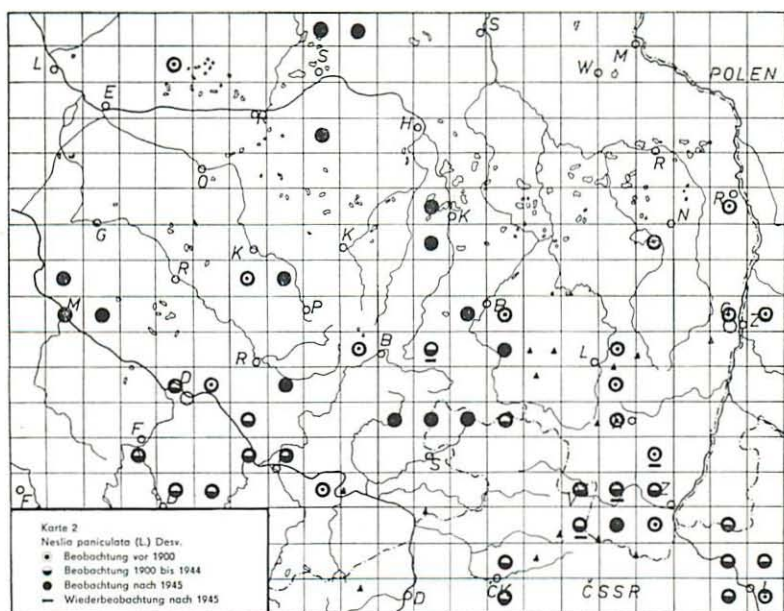 S
S
M
L
W
POLEN
E
R
H
R
O
R
K
N
G
K
K
R
P
M
B
G
Z
R
B
L
D
F
S
Z
F
Karte 2
Neslia paniculata (L.) Desv.
Beobachtung vor 1900
Beobachtung 1900 bis 1944
Beobachtung nach 1945
Wiederbeobachtung nach 1945
D
ČK
ČSSR